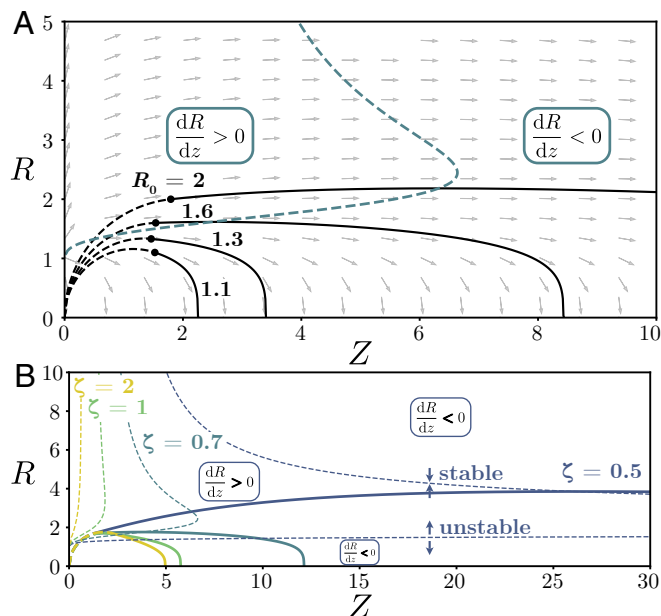 A
5
4
3
2
1
0
R
dR/dz > 0
dR/dz < 0
R₀ = 2
1.6
1.3
1.1
0 2 4 6 8 10
Z
B
10
8
6
4
2
0
R
ζ = 2
ζ = 1
ζ = 0.7
dR/dz < 0
dR/dz > 0
stable
ζ = 0.5
unstable
dR/dz < 0
0 5 10 15 20 25 30
Z